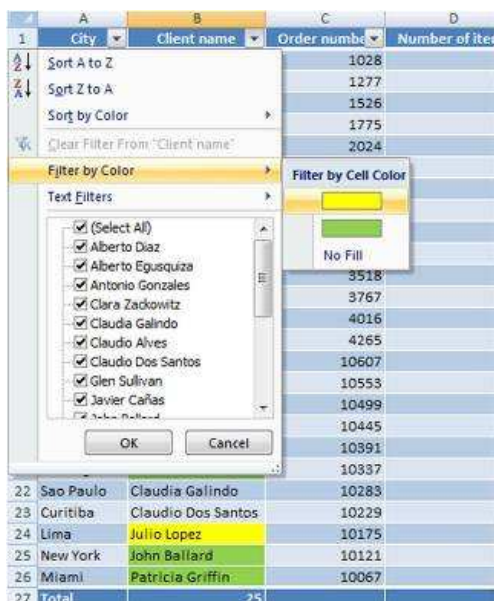 A B C D
1 City Client name Order numbe Number of ite
Sort A to Z
Sort Z to A
Sort by Color
Clear Filter From "Client name"
Filter by Color
Text Filters
(Select All)
Alberto Diaz
Alberto Egusquiza
Antonio Gonzales
Clara Zackowitz
Claudia Galindo
Claudio Alves
Claudio Dos Santos
Glen Sullivan
Javier Cañas
OK Cancel
Filter by Cell Color
No Fill
1028
1277
1526
1775
2024
3518
3767
4016
4265
10607
10553
10499
10445
10391
10337
22 Sao Paulo Claudia Galindo 10283
23 Curitiba Claudio Dos Santos 10229
24 Lima Julio Lopez 10175
25 New York John Ballard 10121
26 Miami Patricia Griffin 10067
27 Total 25